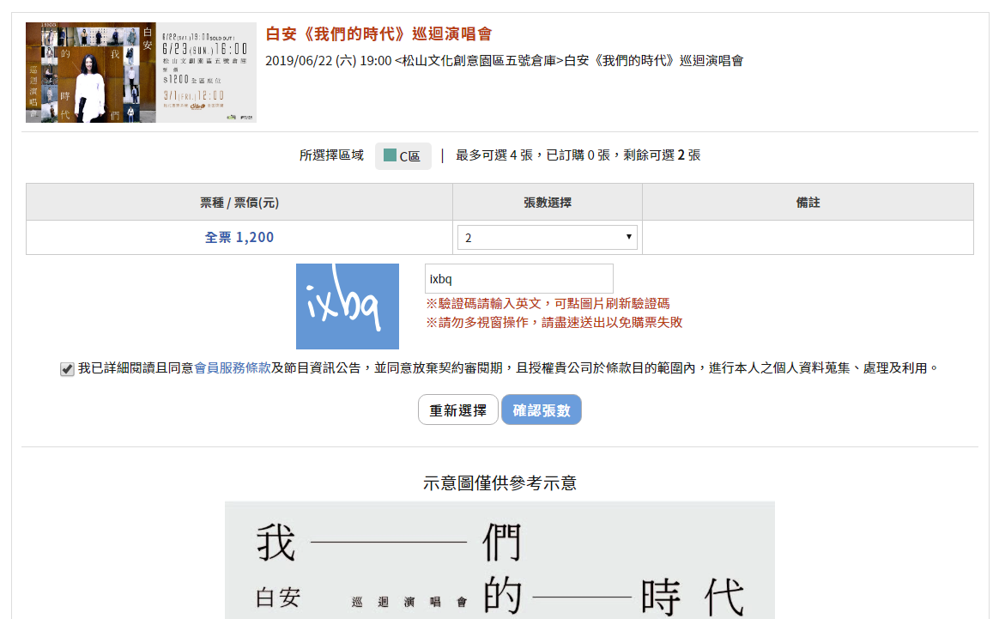 白安
我們的時代
巡迴演唱會
6/22(SAT.)19:00 SOLD OUT!
6/23(SUN.)16:00
松山文創園區五號倉庫
票價
$1200 全區座位
3/1(FRI.)12:00
白安《我們的時代》巡迴演唱會
2019/06/22 (六) 19:00 <松山文化創意園區五號倉庫>白安《我們的時代》巡迴演唱會
所選擇區域 C區 | 最多可選 4 張，已訂購 0 張，剩餘可選 2 張
票種 / 票價(元) 張數選擇 備註
全票 1,200 2
ixbq ixbq
※驗證碼請輸入英文，可點圖片刷新驗證碼
※請勿多視窗操作，請盡速送出以免購票失敗
我已詳細閱讀且同意會員服務條款及節目資訊公告，並同意放棄契約審閱期，且授權貴公司於條款目的範圍內，進行本人之個人資料蒐集、處理及利用。
重新選擇 確認張數
示意圖僅供參考示意
我 們
白安 巡迴演唱會 的 時代